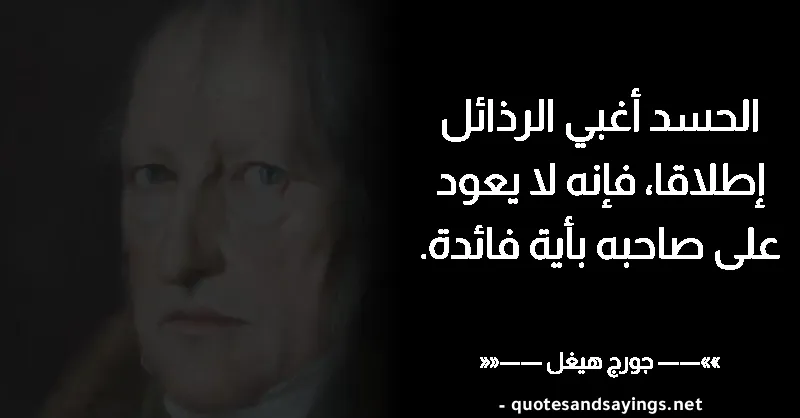 الحسد أغبي الرذائل
إطلاقا، فإنه لا يعود
على صاحبه بأية فائدة.
»»—— جورج هيغل ——««
- quotesandsayings.net